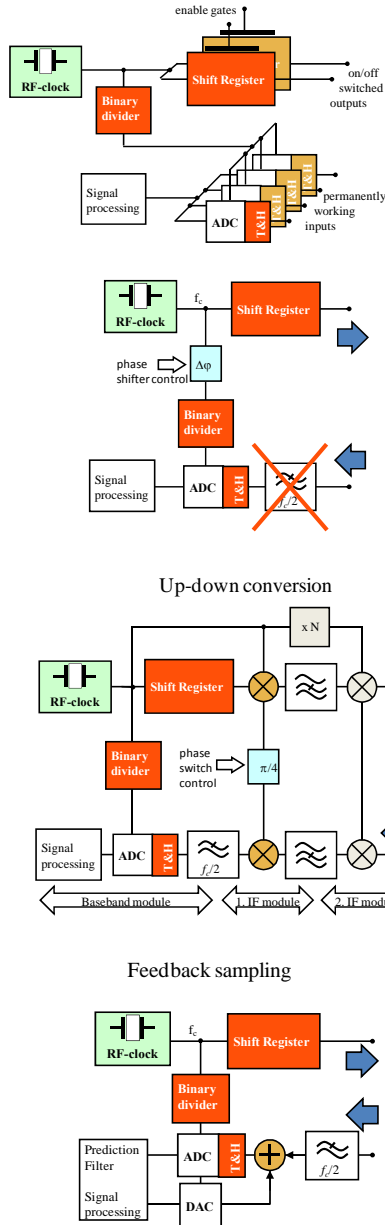 enable gates
RF-clock
Shift Register
r
on/off
switched
outputs
Binary
divider
Signal
processing
ADC
T&H
H&H
H&H
H&H
permanently
working
inputs
RF-clock
fc
Shift Register
phase
shifter control
Δφ
Binary
divider
Signal
processing
ADC
T&H
fc/2
Up-down conversion
x N
RF-clock
Shift Register
Binary
divider
phase
switch
control
π/4
Signal
processing
ADC
T&H
fc/2
Baseband module
1. IF module
2. IF modu
Feedback sampling
RF-clock
fc
Shift Register
Binary
divider
Prediction
Filter
ADC
T&H
+
fc/2
Signal
processing
DAC